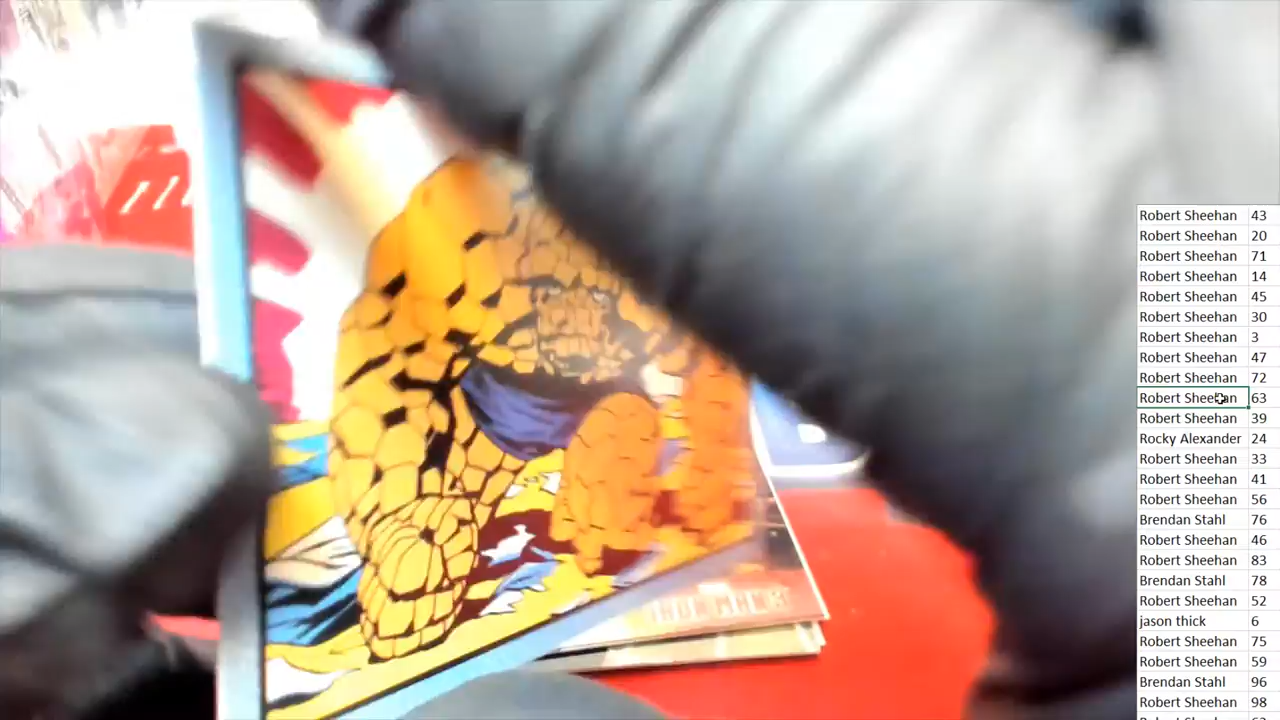 Robert Sheehan 43
Robert Sheehan 20
Robert Sheehan 71
Robert Sheehan 14
Robert Sheehan 45
Robert Sheehan 30
Robert Sheehan 3
Robert Sheehan 47
Robert Sheehan 72
Robert Sheehan 63
Robert Sheehan 39
Rocky Alexander 24
Robert Sheehan 33
Robert Sheehan 41
Robert Sheehan 56
Brendan Stahl 76
Robert Sheehan 46
Robert Sheehan 83
Brendan Stahl 78
Robert Sheehan 52
jason thick 6
Robert Sheehan 75
Robert Sheehan 59
Brendan Stahl 96
Robert Sheehan 98
IRON MAN 3